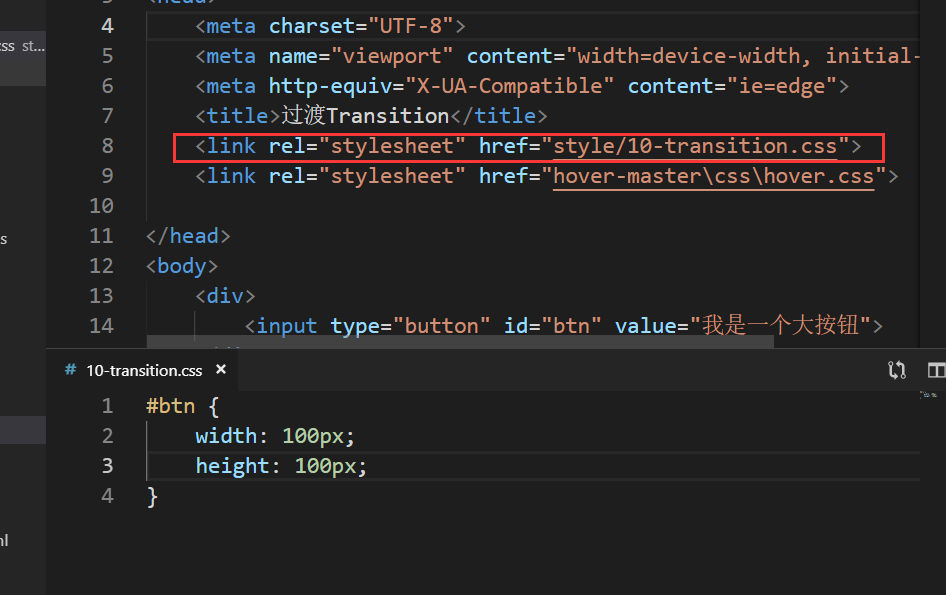 <head>
css st...
4 <meta charset="UTF-8">
5 <meta name="viewport" content="width=device-width, initial-
6 <meta http-equiv="X-UA-Compatible" content="ie=edge">
7 <title>过渡Transition</title>
8 <link rel="stylesheet" href="style/10-transition.css">
9 <link rel="stylesheet" href="hover-master\css\hover.css">
10
s
11 </head>
12 <body>
13 <div>
14 <input type="button" id="btn" value="我是一个大按钮">
# 10-transition.css ×
1 #btn {
2 width: 100px;
3 height: 100px;
4 }